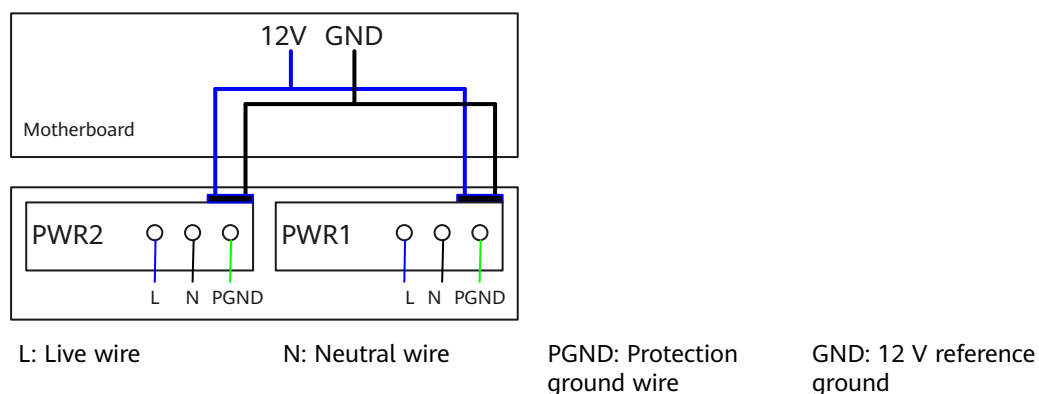 12V GND
Motherboard
PWR2 PWR1
L N PGND L N PGND
L: Live wire N: Neutral wire PGND: Protection ground wire GND: 12 V reference ground